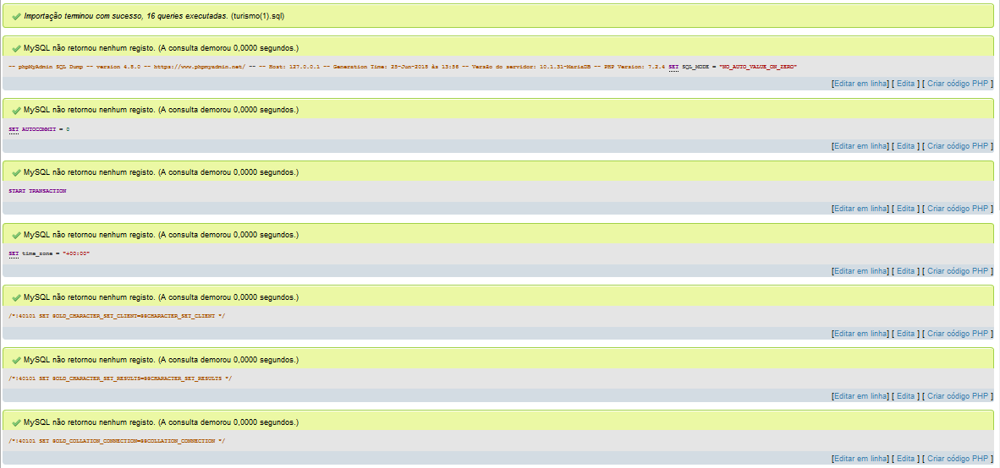 Importação terminou com sucesso, 16 queries executadas. (turismo(1).sql)
MySQL não retornou nenhum registo. (A consulta demorou 0,0000 segundos.)
-- phpMyAdmin SQL Dump -- version 4.8.0 -- https://www.phpmyadmin.net/ -- -- Host: 127.0.0.1 -- Generation Time: 25-Jun-2018 às 13:58 -- Versão do servidor: 10.1.31-MariaDB -- PHP Version: 7.2.4 SET SQL_MODE = "NO_AUTO_VALUE_ON_ZERO"
[Editar em linha] [ Edita ] [ Criar código PHP ]
MySQL não retornou nenhum registo. (A consulta demorou 0,0000 segundos.)
SET AUTOCOMMIT = 0
[Editar em linha] [ Edita ] [ Criar código PHP ]
MySQL não retornou nenhum registo. (A consulta demorou 0,0000 segundos.)
START TRANSACTION
[Editar em linha] [ Edita ] [ Criar código PHP ]
MySQL não retornou nenhum registo. (A consulta demorou 0,0000 segundos.)
SET time_zone = "+00:00"
[Editar em linha] [ Edita ] [ Criar código PHP ]
MySQL não retornou nenhum registo. (A consulta demorou 0,0000 segundos.)
/*!40101 SET @OLD_CHARACTER_SET_CLIENT=@@CHARACTER_SET_CLIENT */
[Editar em linha] [ Edita ] [ Criar código PHP ]
MySQL não retornou nenhum registo. (A consulta demorou 0,0000 segundos.)
/*!40101 SET @OLD_CHARACTER_SET_RESULTS=@@CHARACTER_SET_RESULTS */
[Editar em linha] [ Edita ] [ Criar código PHP ]
MySQL não retornou nenhum registo. (A consulta demorou 0,0000 segundos.)
/*!40101 SET @OLD_COLLATION_CONNECTION=@@COLLATION_CONNECTION */
[Editar em linha] [ Edita ] [ Criar código PHP ]